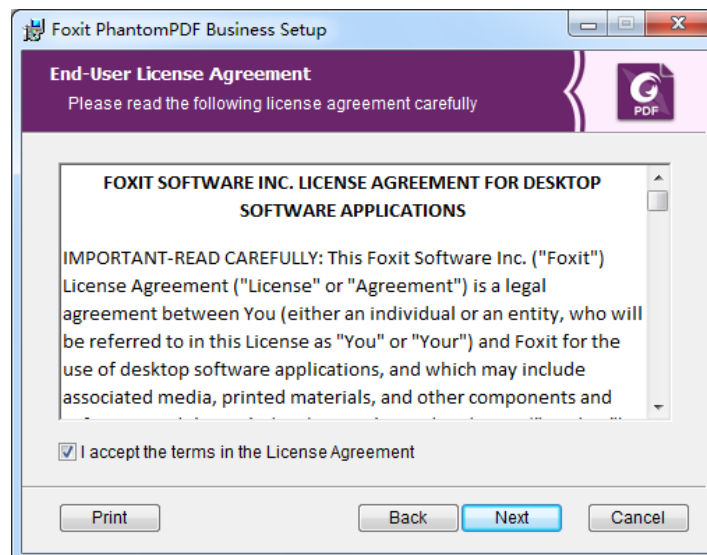 Foxit PhantomPDF Business Setup
End-User License Agreement
Please read the following license agreement carefully
PDF
FOXIT SOFTWARE INC. LICENSE AGREEMENT FOR DESKTOP
SOFTWARE APPLICATIONS
IMPORTANT-READ CAREFULLY: This Foxit Software Inc. ("Foxit")
License Agreement ("License" or "Agreement") is a legal
agreement between You (either an individual or an entity, who will
be referred to in this License as "You" or "Your") and Foxit for the
use of desktop software applications, and which may include
associated media, printed materials, and other components and
I accept the terms in the License Agreement
Print
Back
Next
Cancel